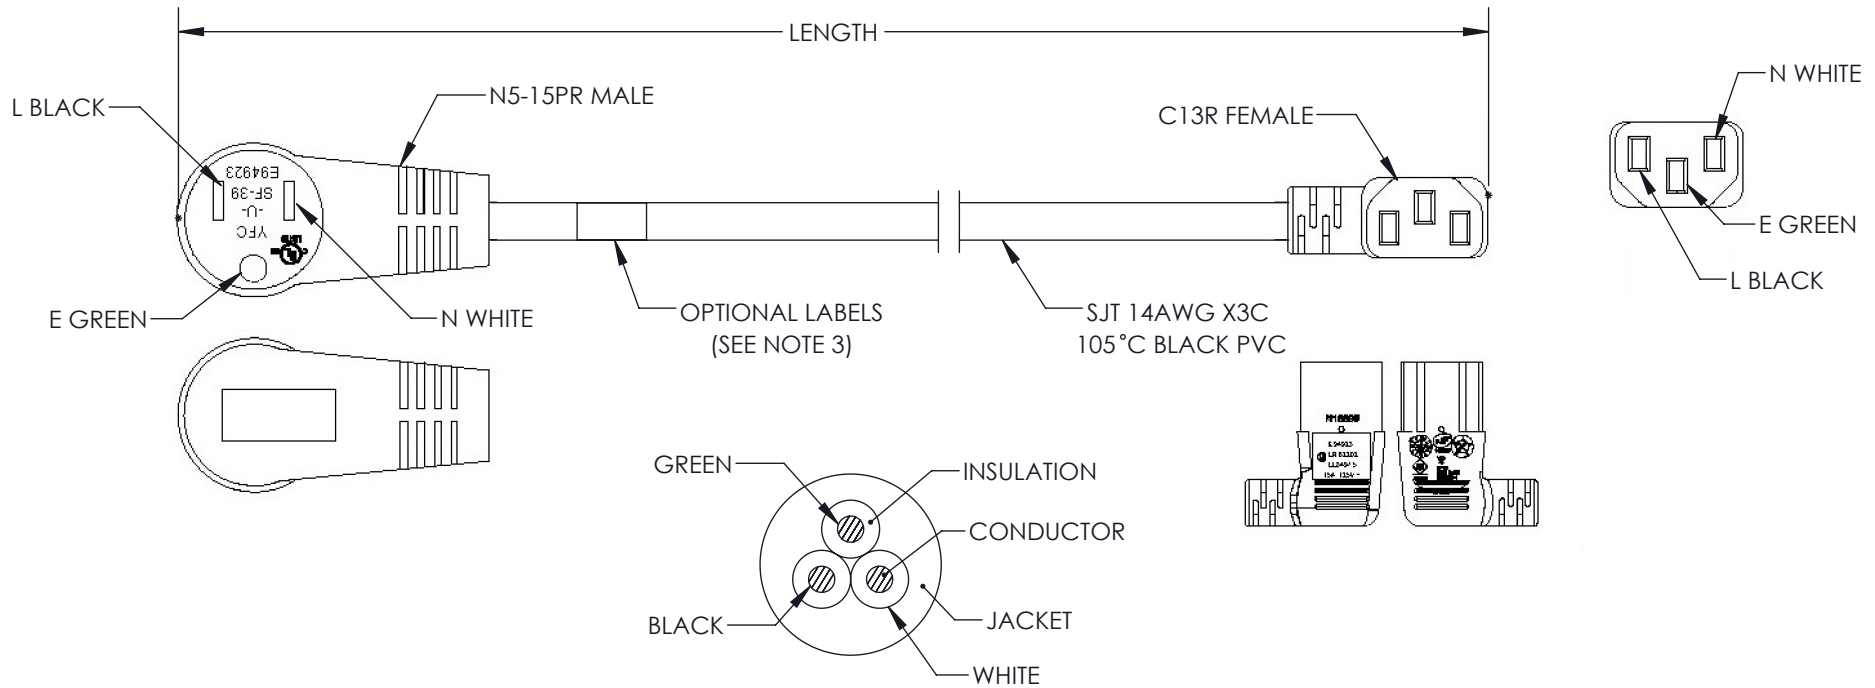 LENGTH
N WHITE
L BLACK
N5-15PR MALE
C13R FEMALE
E94923
SF-39
-U-
YFC
E GREEN
L BLACK
E GREEN
N WHITE
OPTIONAL LABELS
(SEE NOTE 3)
SJT 14AWG X3C
105°C BLACK PVC
GREEN
INSULATION
CONDUCTOR
BLACK
JACKET
WHITE